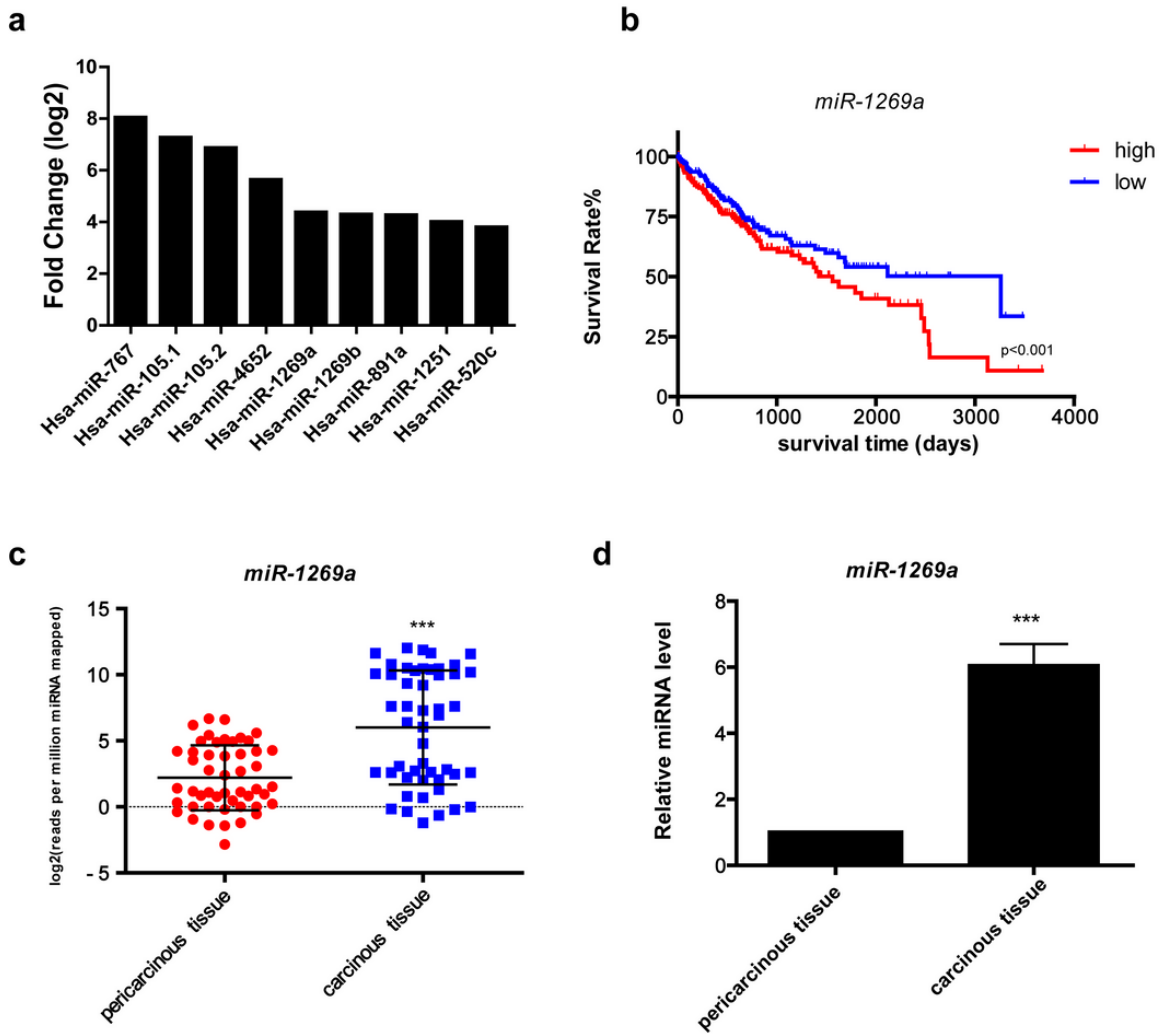 a
Fold Change (log2)
10
8
6
4
2
0
Hsa-miR-767
Hsa-miR-105.1
Hsa-miR-105.2
Hsa-miR-4652
Hsa-miR-1269a
Hsa-miR-1269b
Hsa-miR-891a
Hsa-miR-1251
Hsa-miR-520c
b
miR-1269a
high
low
Survival Rate%
100
75
50
25
0
p<0.001
0 1000 2000 3000 4000
survival time (days)
c
miR-1269a
log2(reads per million miRNA mapped)
15
10
5
0
- 5
***
pericarcinous tissue
carcinous tissue
d
miR-1269a
Relative miRNA level
8
6
4
2
0
***
pericarcinous tissue
carcinous tissue